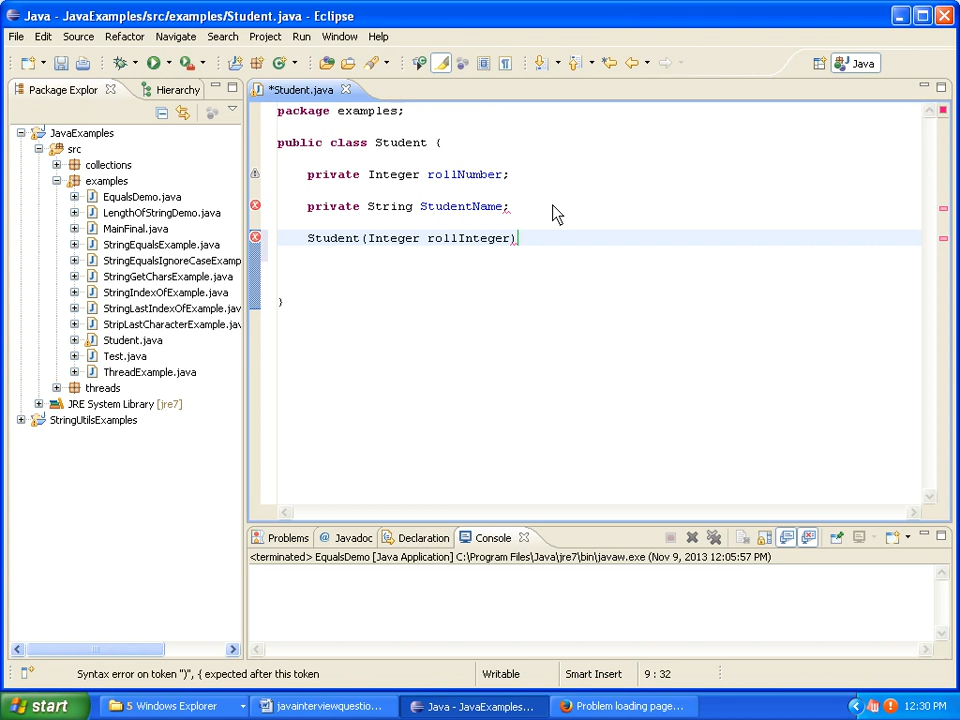 Java - JavaExamples/src/examples/Student.java - Eclipse
File Edit Source Refactor Navigate Search Project Run Window Help
Java
Package Explor
Hierarchy
*Student.java
JavaExamples
src
collections
examples
EqualsDemo.java
LengthOfStringDemo.java
MainFinal.java
StringEqualsExample.java
StringEqualsIgnoreCaseExamp
StringGetCharsExample.java
StringIndexOfExample.java
StringLastIndexOfExample.jav
StripLastCharacterExample.jav
Student.java
Test.java
ThreadExample.java
threads
JRE System Library [jre7]
StringUtilsExamples
package examples;
public class Student {
private Integer rollNumber;
private String StudentName;
Student(Integer rollInteger)
}
Problems Javadoc Declaration Console
<terminated> EqualsDemo [Java Application] C:\Program Files\Java\jre7\bin\javaw.exe (Nov 9, 2013 12:05:57 PM)
Syntax error on token ")", { expected after this token
Writable
Smart Insert
9 : 32
start
5 Windows Explorer
javainterviewquestio...
Java - JavaExamples...
Problem loading page...
12:30 PM